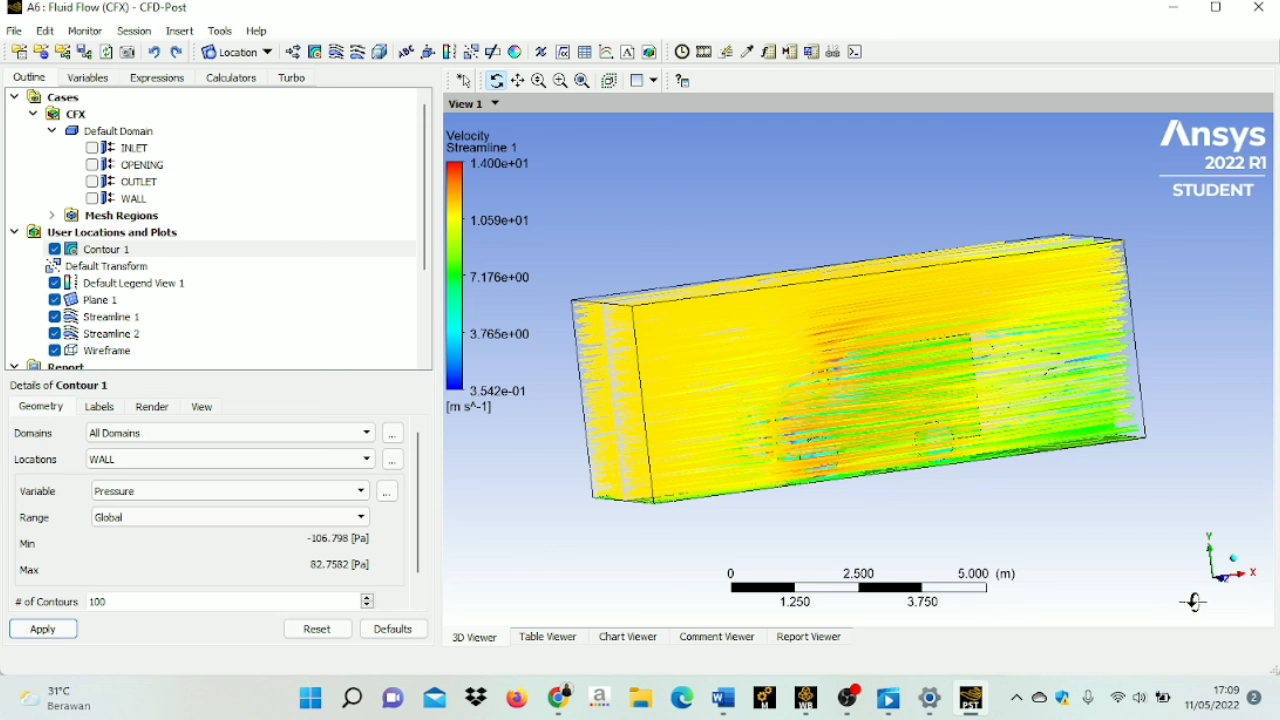 A6 : Fluid Flow (CFX) - CFD-Post
File Edit Monitor Session Insert Tools Help
Location
Outline Variables Expressions Calculators Turbo
Cases
CFX
Default Domain
INLET
OPENING
OUTLET
WALL
Mesh Regions
User Locations and Plots
Contour 1
Default Transform
Default Legend View 1
Plane 1
Streamline 1
Streamline 2
Wireframe
Report
Details of Contour 1
Geometry Labels Render View
Domains All Domains ...
Locations WALL ...
Variable Pressure ...
Range Global
Min -106.798 [Pa]
Max 82.7582 [Pa]
# of Contours 100
Apply Reset Defaults
View 1
Velocity
Streamline 1
1.400e+01
1.059e+01
7.176e+00
3.765e+00
3.542e-01
[m s^-1]
Ansys
2022 R1
STUDENT
Y
X
Z
0 2.500 5.000 (m)
1.250 3.750
3D Viewer Table Viewer Chart Viewer Comment Viewer Report Viewer
31°C
Berawan
17:09
11/05/2022
2